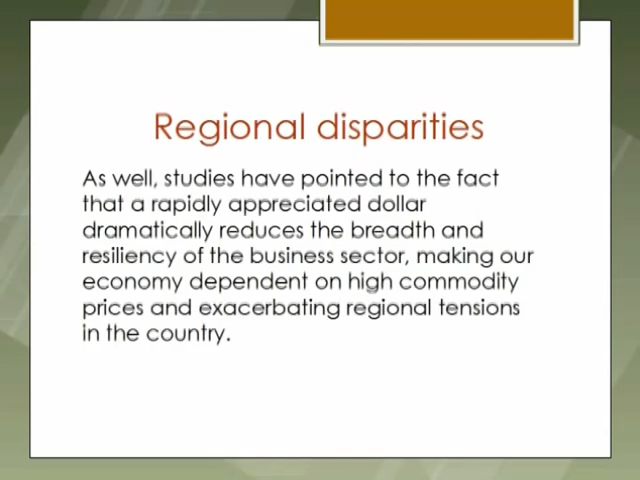 Regional disparities
As well, studies have pointed to the fact
that a rapidly appreciated dollar
dramatically reduces the breadth and
resiliency of the business sector, making our
economy dependent on high commodity
prices and exacerbating regional tensions
in the country.